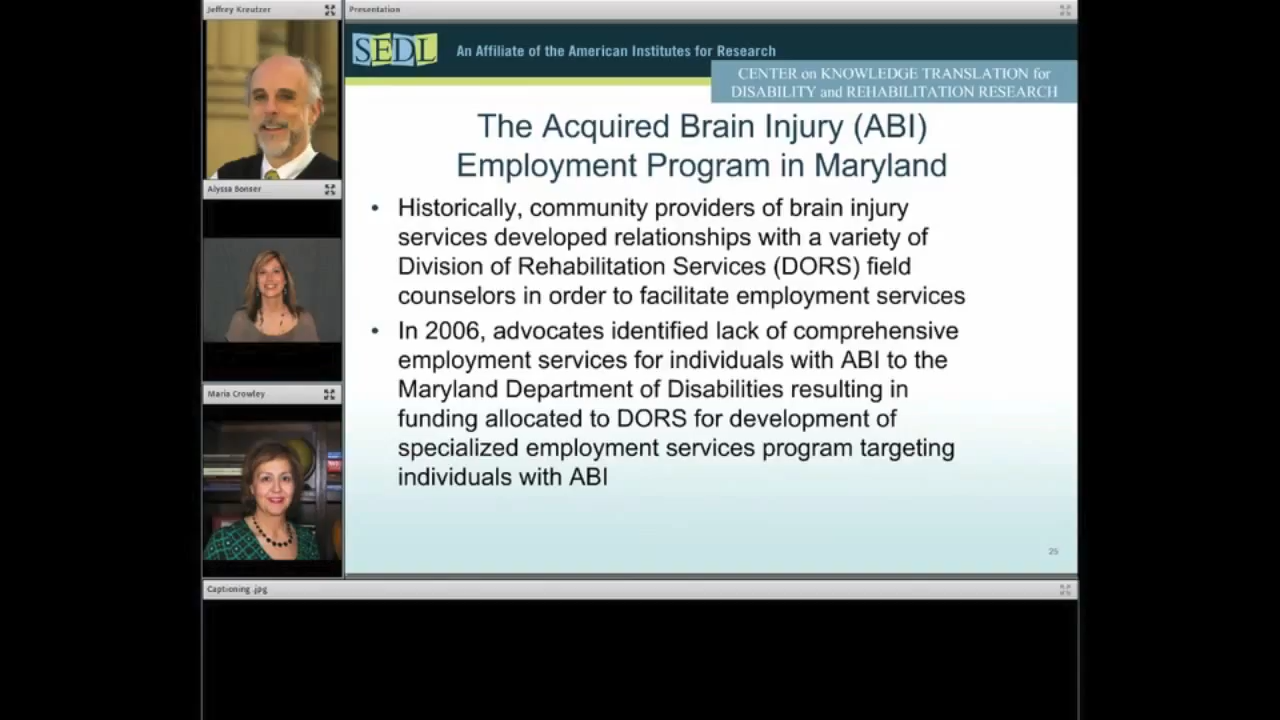 Jeffrey Kreutzer
Presentation
SEDL
An Affiliate of the American Institutes for Research
CENTER on KNOWLEDGE TRANSLATION for
DISABILITY and REHABILITATION RESEARCH
Alyssa Bonser
Maria Crowley
The Acquired Brain Injury (ABI)
Employment Program in Maryland
• Historically, community providers of brain injury
services developed relationships with a variety of
Division of Rehabilitation Services (DORS) field
counselors in order to facilitate employment services
• In 2006, advocates identified lack of comprehensive
employment services for individuals with ABI to the
Maryland Department of Disabilities resulting in
funding allocated to DORS for development of
specialized employment services program targeting
individuals with ABI
25
Captioning .jpg